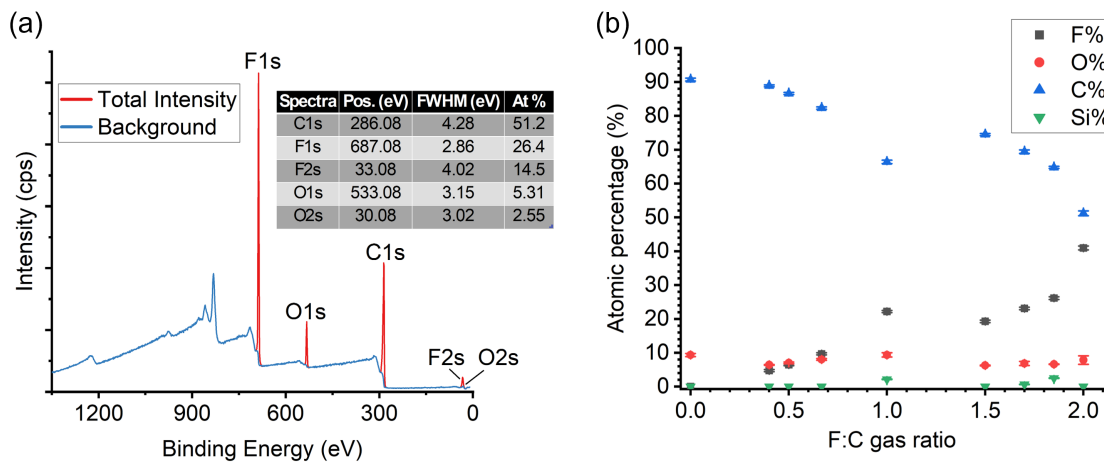 (a)
F1s
Total Intensity
Background
Spectra Pos. (eV) FWHM (eV) At %
C1s 286.08 4.28 51.2
F1s 687.08 2.86 26.4
F2s 33.08 4.02 14.5
O1s 533.08 3.15 5.31
O2s 30.08 3.02 2.55
C1s
O1s
F2s O2s
Intensity (cps)
1200 900 600 300 0
Binding Energy (eV)
(b)
F%
O%
C%
Si%
100
90
80
70
60
50
40
30
20
10
0
Atomic percentage (%)
0.0 0.5 1.0 1.5 2.0
F:C gas ratio